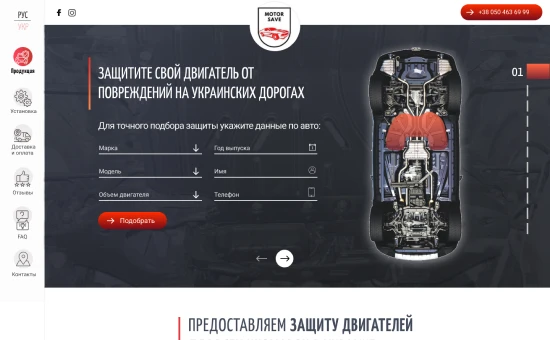 РУС
УКР
MOTOR
SAVE
+38 050 463 69 99
Продукция
Установка
Доставка
и оплата
Отзывы
FAQ
Контакты
ЗАЩИТИТЕ СВОЙ ДВИГАТЕЛЬ ОТ
ПОВРЕЖДЕНИЙ НА УКРАИНСКИХ ДОРОГАХ
Для точного подбора защиты укажите данные по авто:
Марка
Год выпуска
Модель
Имя
Объем двигателя
Телефон
Подобрать
01
ПРЕДОСТАВЛЯЕМ ЗАЩИТУ ДВИГАТЕЛЕЙ